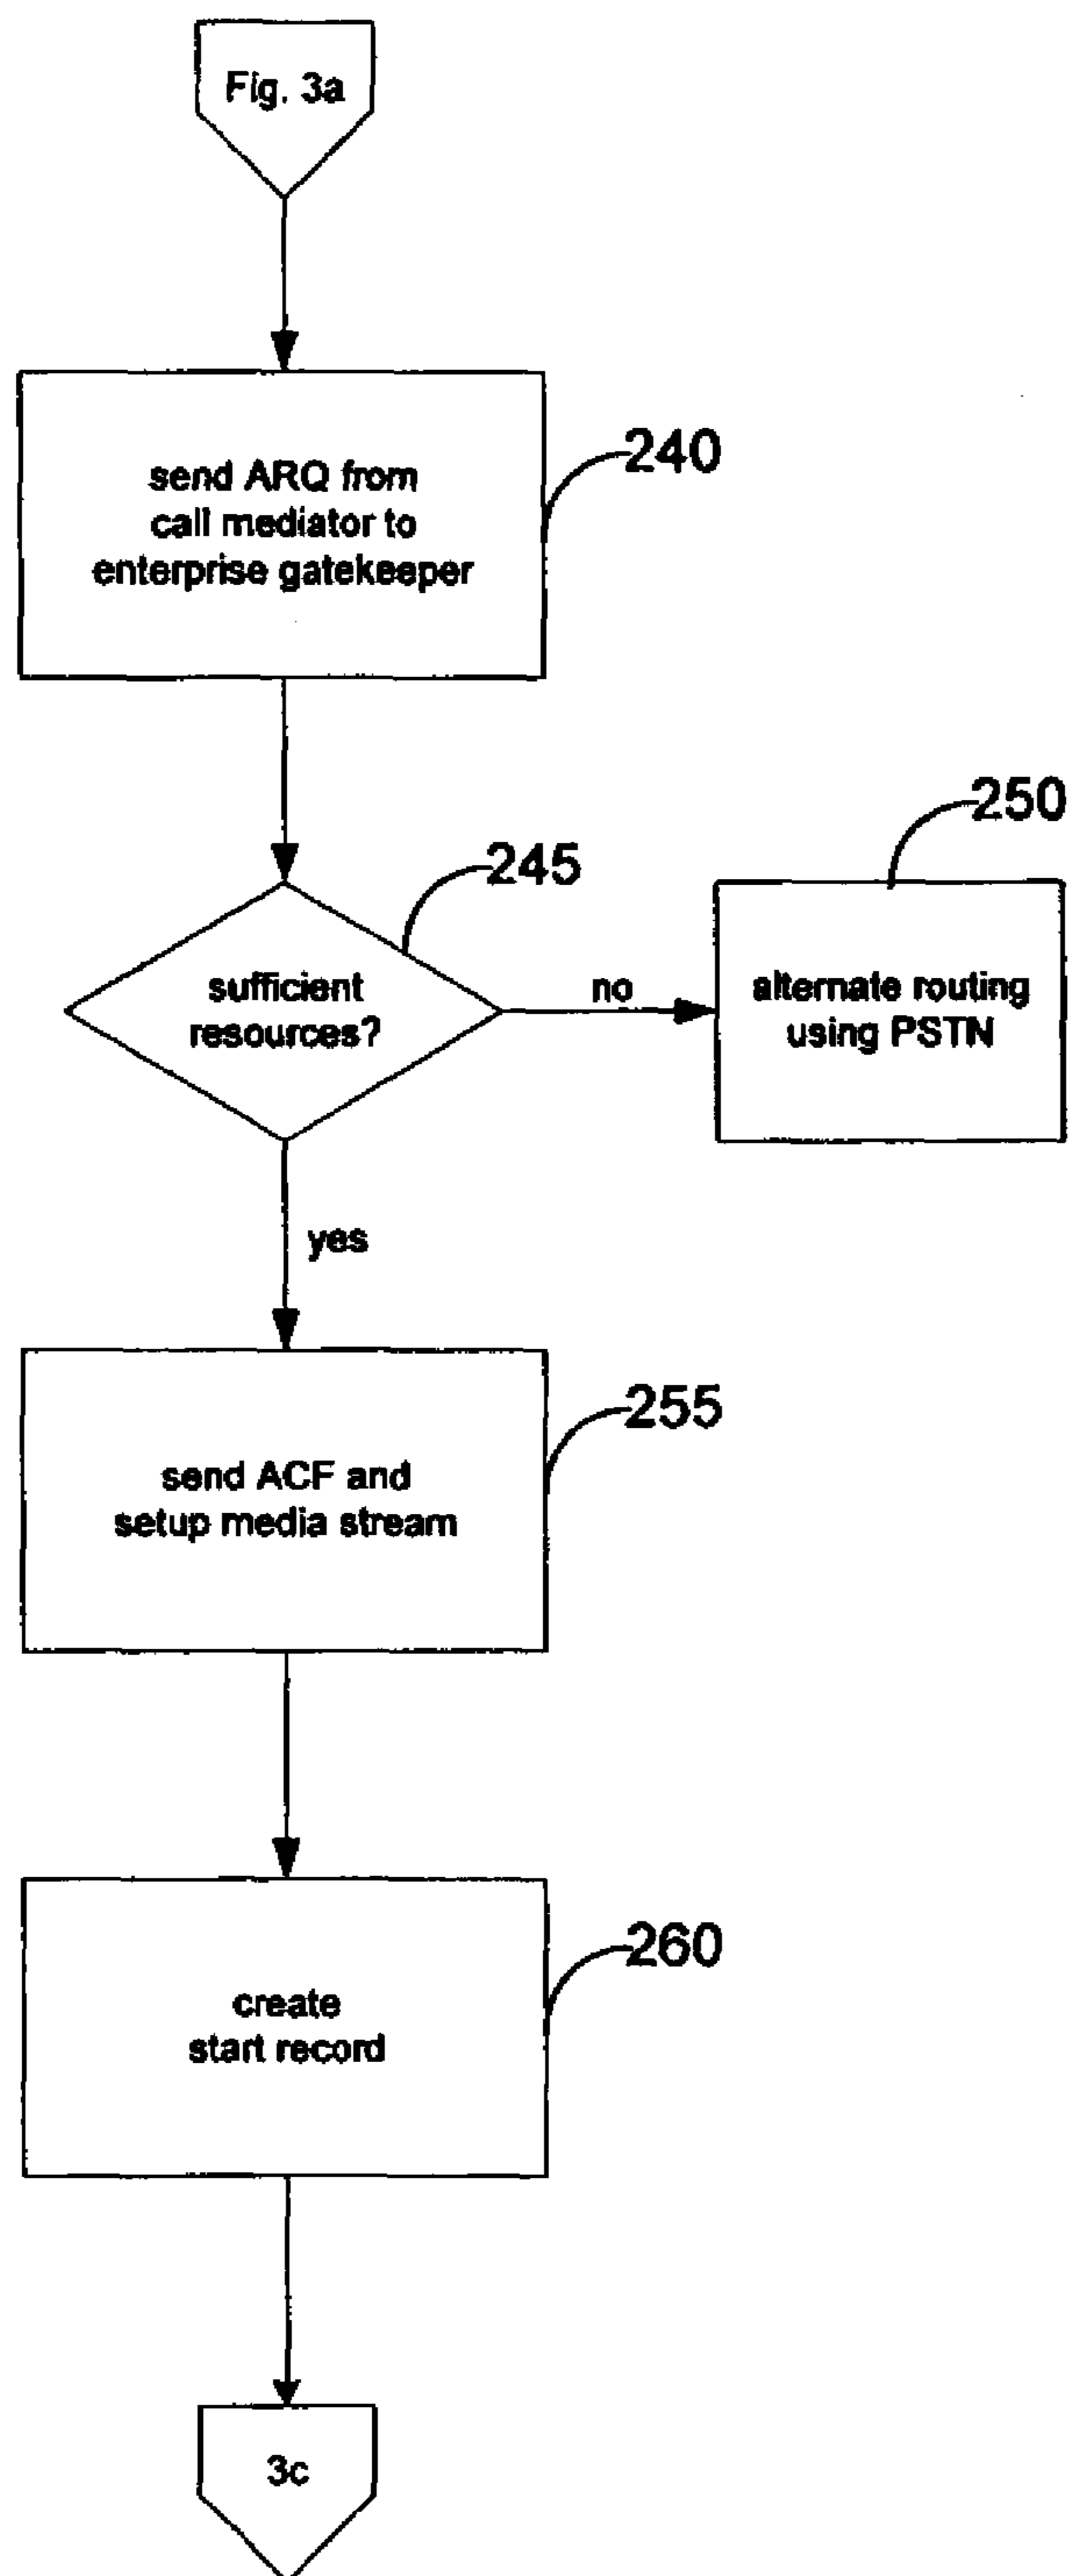 Fig. 3a
send ARQ from
call mediator to
enterprise gatekeeper
240
245
250
sufficient
resources?
no
alternate routing
using PSTN
yes
255
send ACF and
setup media stream
260
create
start record
3c